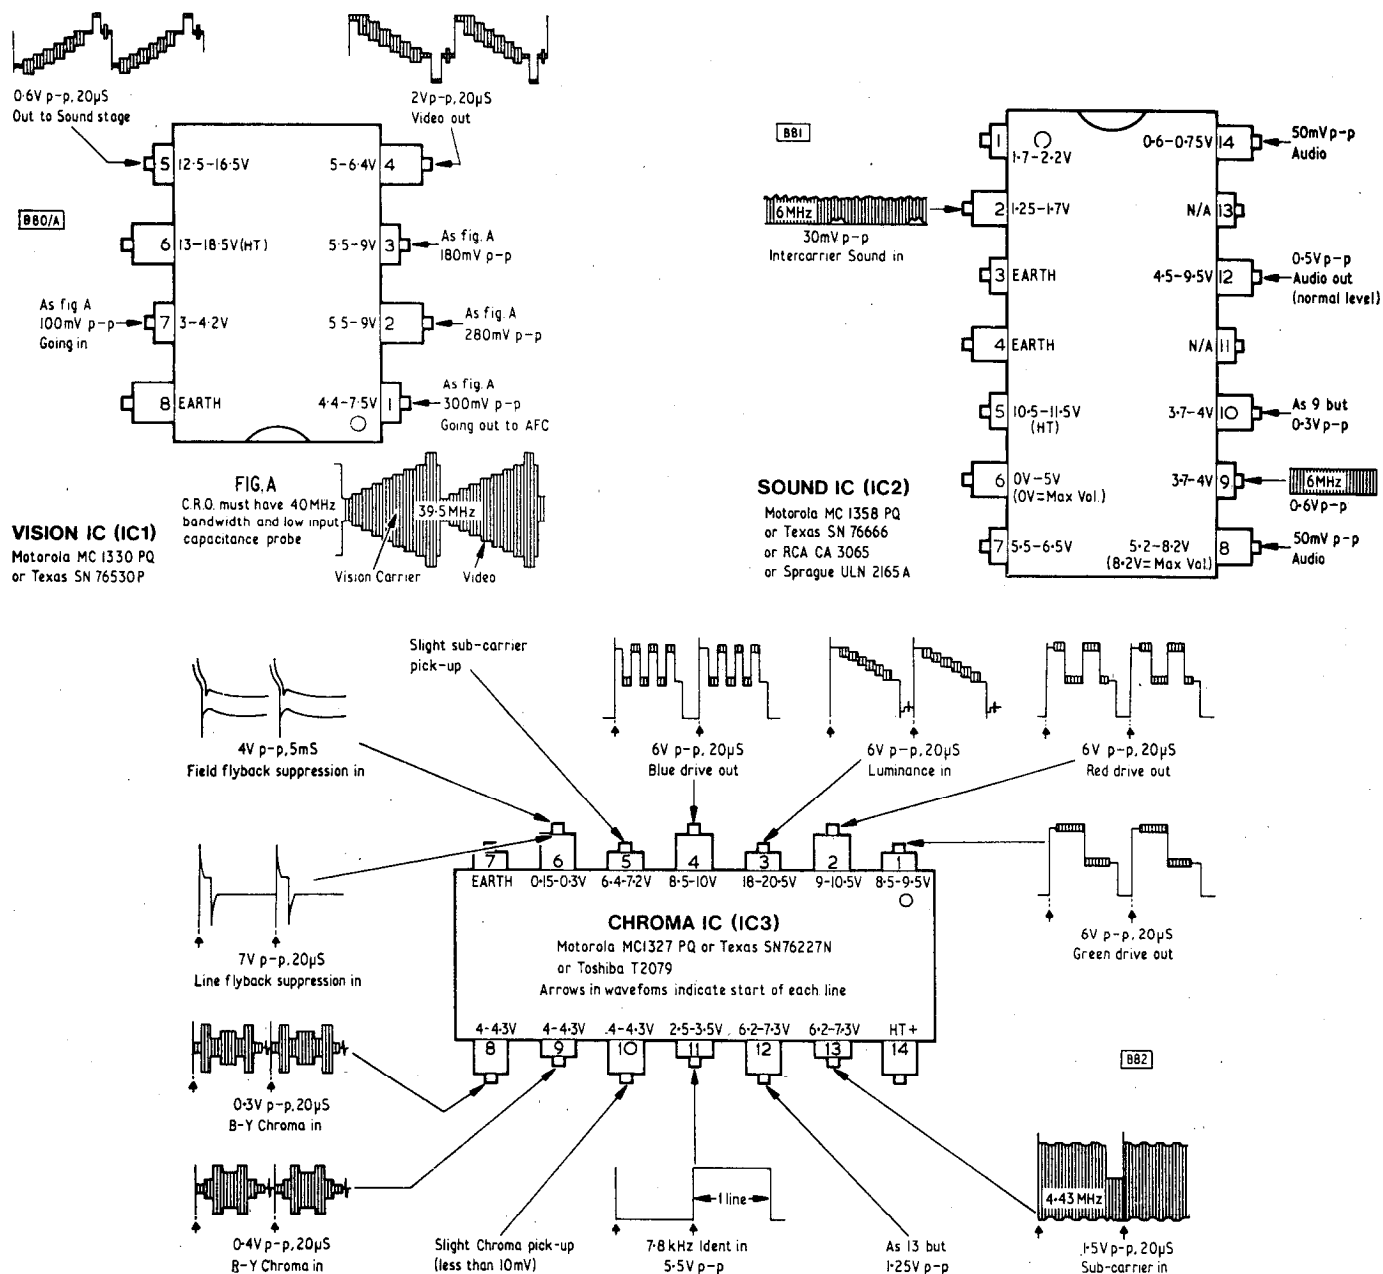 0·6V p-p, 20µS
Out to Sound stage
2V p-p, 20µS
Video out
B80/A
5 12·5-16·5V
5-6·4V 4
6 13-18·5V (HT)
5·5-9V 3
As fig. A
180mV p-p
As fig A
100mV p-p
Going in
7 3-4·2V
5·5-9V 2
As fig. A
280mV p-p
8 EARTH
4·4-7·5V 1
As fig. A
300mV p-p
Going out to AFC
FIG. A
C.R.O. must have 40MHz
bandwidth and low input
capacitance probe
39·5MHz
Vision Carrier
Video
VISION IC (IC1)
Motorola MC 1330 PQ
or Texas SN 76530P
B81
1
1·7-2·2V
0·6-0·75V 14
50mV p-p
Audio
6MHz
30mV p-p
Intercarrier Sound in
2 1·25-1·7V
N/A 13
3 EARTH
4·5-9·5V 12
0·5V p-p
Audio out
(normal level)
4 EARTH
N/A 11
5 10·5-11·5V
(HT)
3·7-4V 10
As 9 but
0·3V p-p
6 0V-5V
(0V=Max Vol.)
3·7-4V 9
6MHz
0·6V p-p
7 5·5-6·5V
5·2-8·2V 8
(8·2V=Max Vol.)
50mV p-p
Audio
SOUND IC (IC2)
Motorola MC 1358 PQ
or Texas SN 76666
or RCA CA 3065
or Sprague ULN 2165A
Slight sub-carrier
pick-up
4V p-p, 5mS
Field flyback suppression in
6V p-p, 20µS
Blue drive out
6V p-p, 20µS
Luminance in
6V p-p, 20µS
Red drive out
7V p-p, 20µS
Line flyback suppression in
6V p-p, 20µS
Green drive out
7 6 5 4 3 2 1
EARTH 0·15-0·3V 6·4-7·2V 8·5-10V 18-20·5V 9-10·5V 8·5-9·5V
CHROMA IC (IC3)
Motorola MC1327 PQ or Texas SN76227N
or Toshiba T2079
Arrows in wavefoms indicate start of each line
4-4·3V 4-4·3V 4-4·3V 2·5-3·5V 6·2-7·3V 6·2-7·3V HT+
8 9 10 11 12 13 14
B82
0·3V p-p, 20µS
B-Y Chroma in
0·4V p-p, 20µS
B-Y Chroma in
Slight Chroma pick-up
(less than 10mV)
1 line
7·8 kHz Ident in
5·5V p-p
As 13 but
1·25V p-p
4·43 MHz
1·5V p-p, 20µS
Sub-carrier in